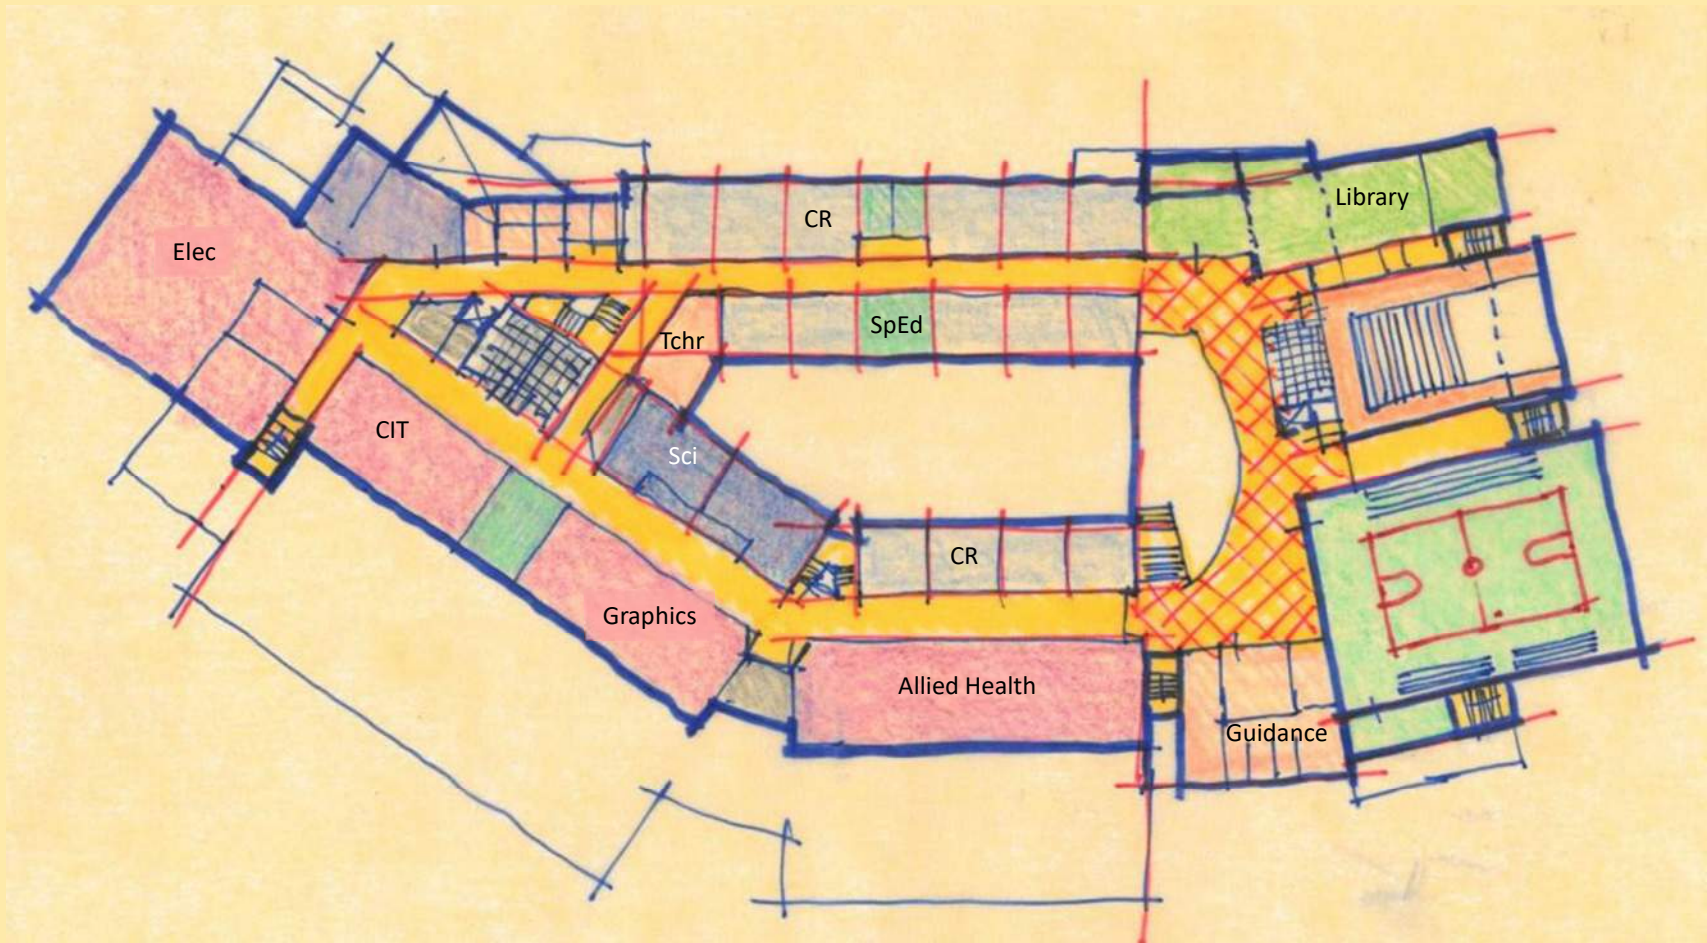 Library
CR
Elec
SpEd
Tchr
CIT
Sci
CR
Graphics
Allied Health
Guidance